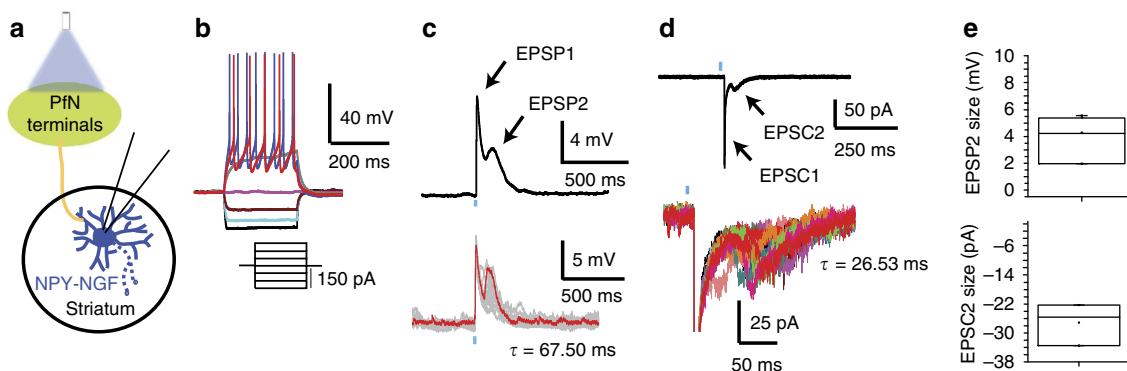 a
PfN
terminals
NPY-NGF
Striatum
b
40 mV
200 ms
150 pA
c
EPSP1
EPSP2
4 mV
500 ms
5 mV
500 ms
τ = 67.50 ms
d
50 pA
250 ms
EPSC2
EPSC1
τ = 26.53 ms
25 pA
50 ms
e
EPSP2 size (mV)
10
8
6
4
2
0
EPSC2 size (pA)
−6
−14
−22
−30
−38